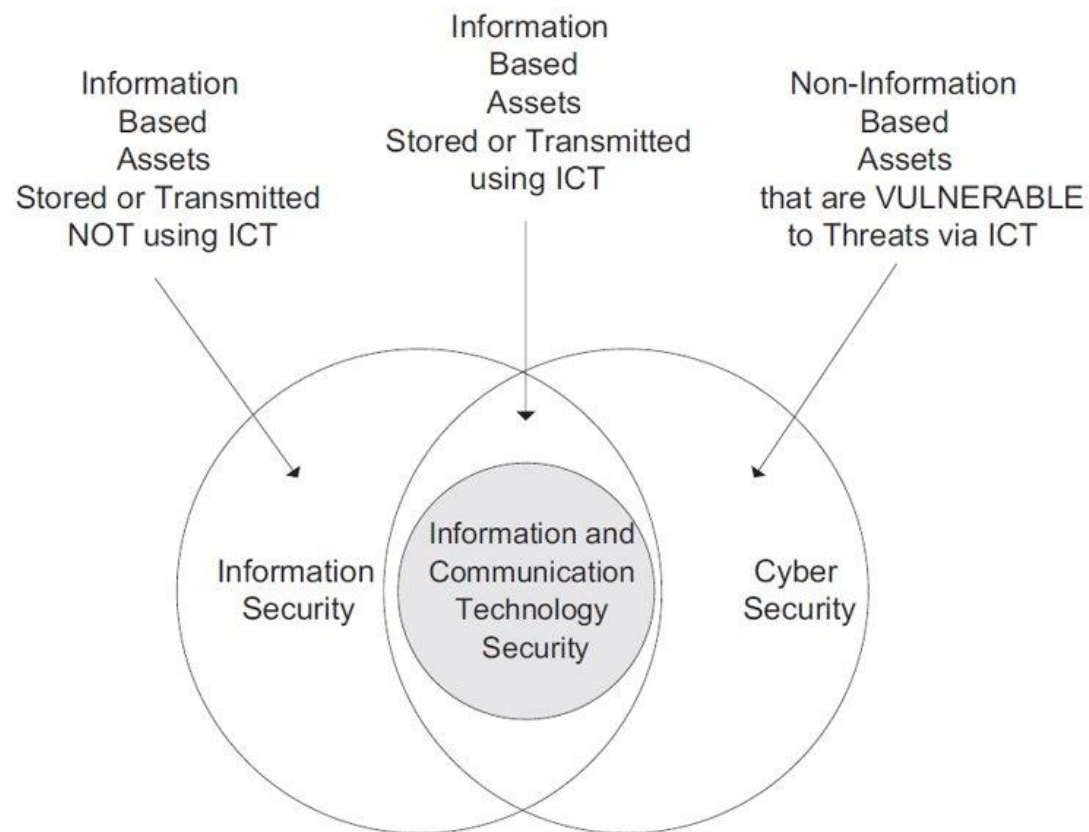 Information
Based
Assets
Stored or Transmitted
NOT using ICT
Information
Based
Assets
Stored or Transmitted
using ICT
Non-Information
Based
Assets
that are VULNERABLE
to Threats via ICT
Information
Security
Information and
Communication
Technology
Security
Cyber
Security